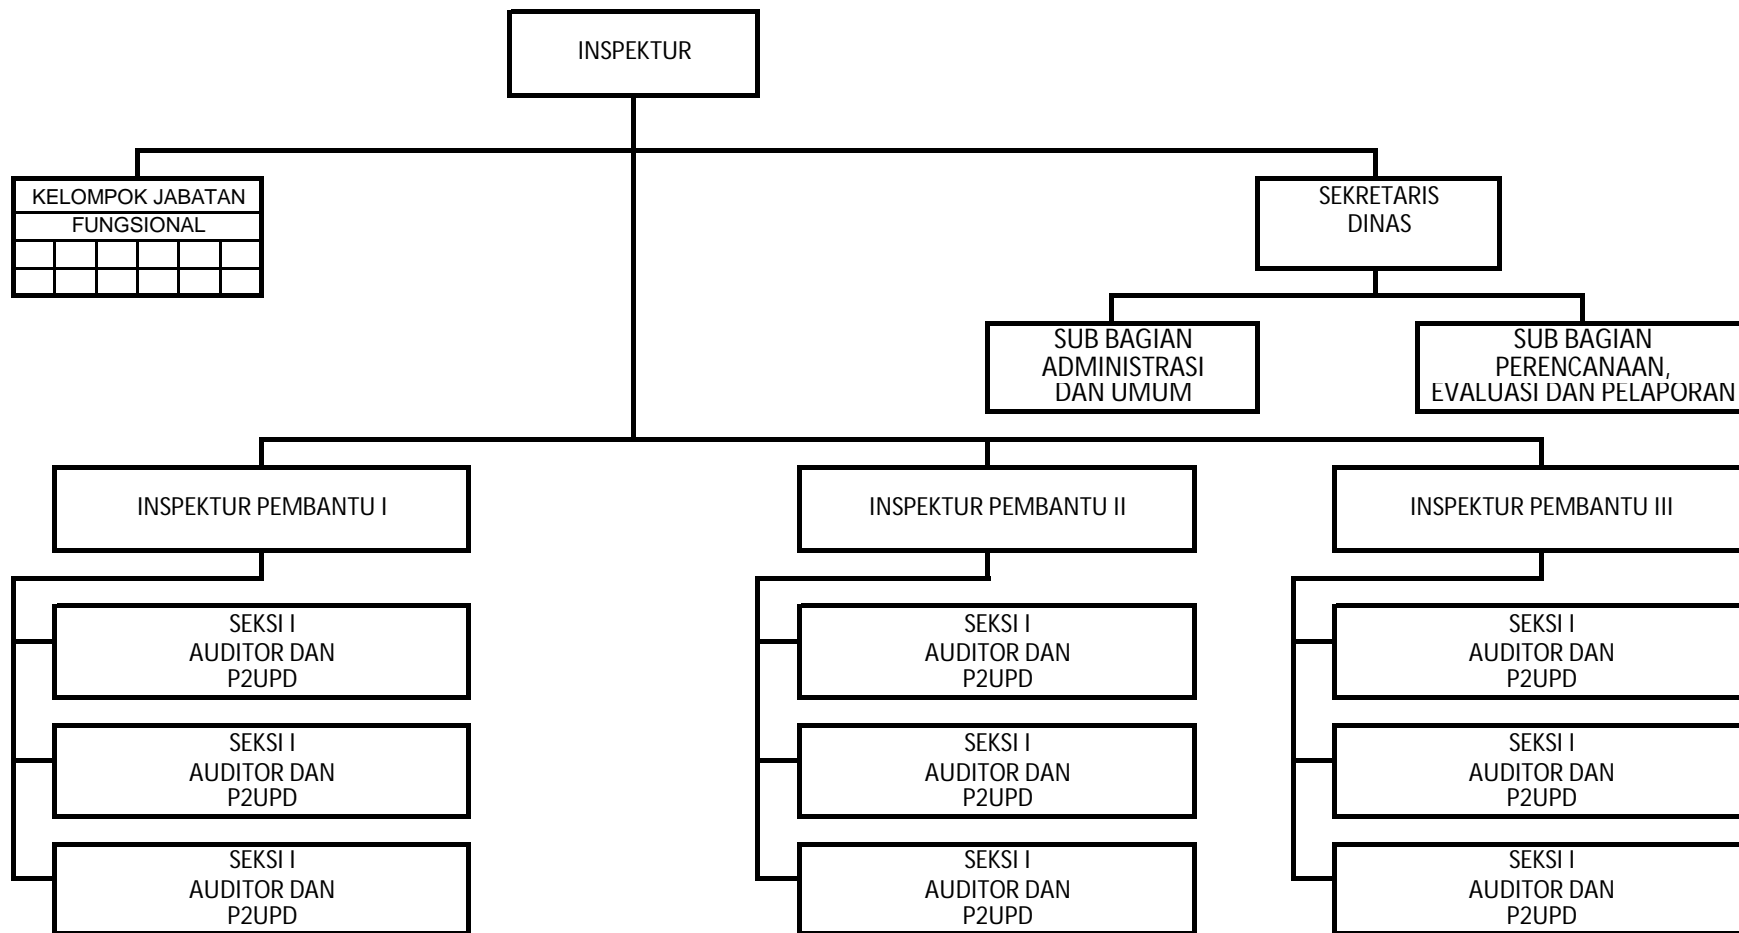 INSPEKTUR
KELOMPOK JABATAN
FUNGSIONAL
SEKRETARIS
DINAS
SUB BAGIAN
ADMINISTRASI
DAN UMUM
SUB BAGIAN
PERENCANAAN,
EVALUASI DAN PELAPORAN
INSPEKTUR PEMBANTU I
INSPEKTUR PEMBANTU II
INSPEKTUR PEMBANTU III
SEKSI I
AUDITOR DAN
P2UPD
SEKSI I
AUDITOR DAN
P2UPD
SEKSI I
AUDITOR DAN
P2UPD
SEKSI I
AUDITOR DAN
P2UPD
SEKSI I
AUDITOR DAN
P2UPD
SEKSI I
AUDITOR DAN
P2UPD
SEKSI I
AUDITOR DAN
P2UPD
SEKSI I
AUDITOR DAN
P2UPD
SEKSI I
AUDITOR DAN
P2UPD